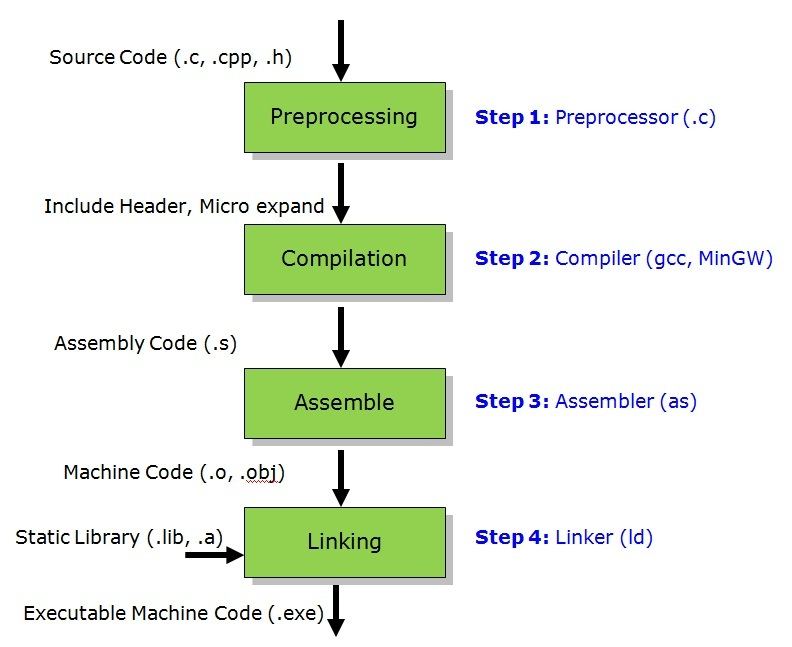 Source Code (.c, .cpp, .h)
Preprocessing
Step 1: Preprocessor (.c)
Include Header, Micro expand
Compilation
Step 2: Compiler (gcc, MinGW)
Assembly Code (.s)
Assemble
Step 3: Assembler (as)
Machine Code (.o, .obj)
Static Library (.lib, .a)
Linking
Step 4: Linker (ld)
Executable Machine Code (.exe)